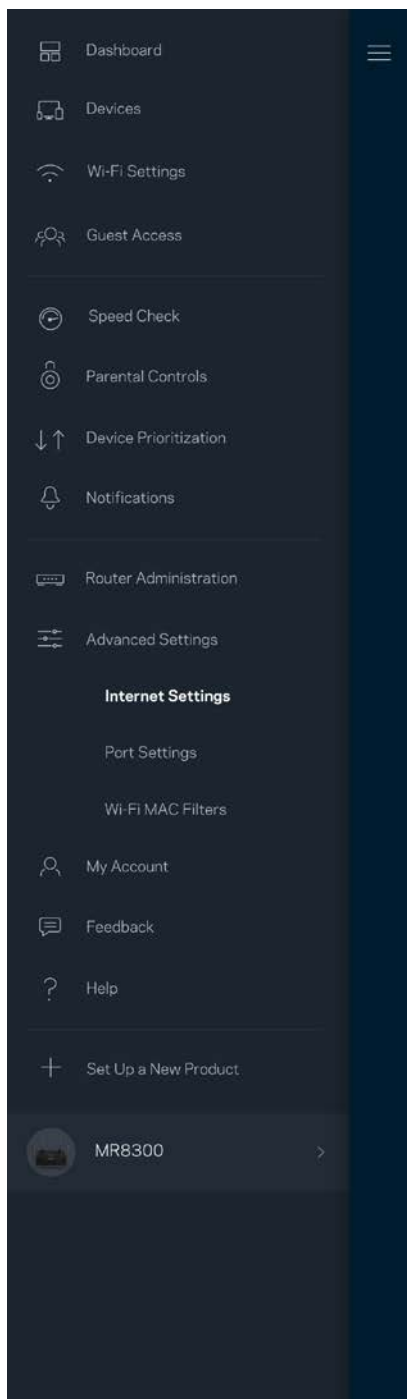 Dashboard
Devices
Wi-Fi Settings
Guest Access
Speed Check
Parental Controls
Device Prioritization
Notifications
Router Administration
Advanced Settings
Internet Settings
Port Settings
Wi-Fi MAC Filters
My Account
Feedback
Help
Set Up a New Product
MR8300